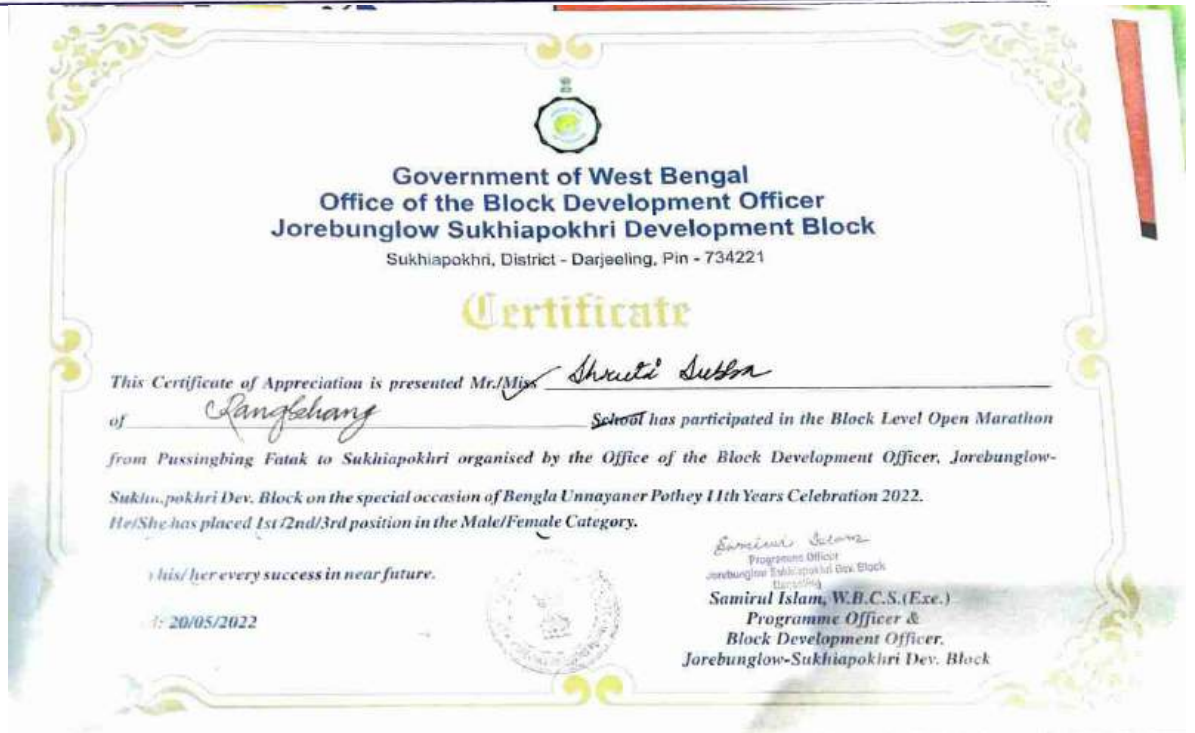 Government of West Bengal
Office of the Block Development Officer
Jorebunglow Sukhiapokhri Development Block
Sukhiapokhri, District - Darjeeling, Pin - 734221
Certificate
This Certificate of Appreciation is presented Mr./Miss Shruti Subba
of Rangbhang School has participated in the Block Level Open Marathon
from Pussingbing Fatak to Sukhiapokhri organised by the Office of the Block Development Officer, Jorebunglow-
Sukhiapokhri Dev. Block on the special occasion of Bengla Unnayaner Pothey 11th Years Celebration 2022.
He/She has placed 1st/2nd/3rd position in the Male/Female Category.
his/her every success in near future.
20/05/2022
Samirul Islam
Programme Officer
Jorebunglow Sukhiapokhri Dev Block
Darjeeling
Samirul Islam, W.B.C.S.(Exe.)
Programme Officer &
Block Development Officer,
Jorebunglow-Sukhiapokhri Dev. Block